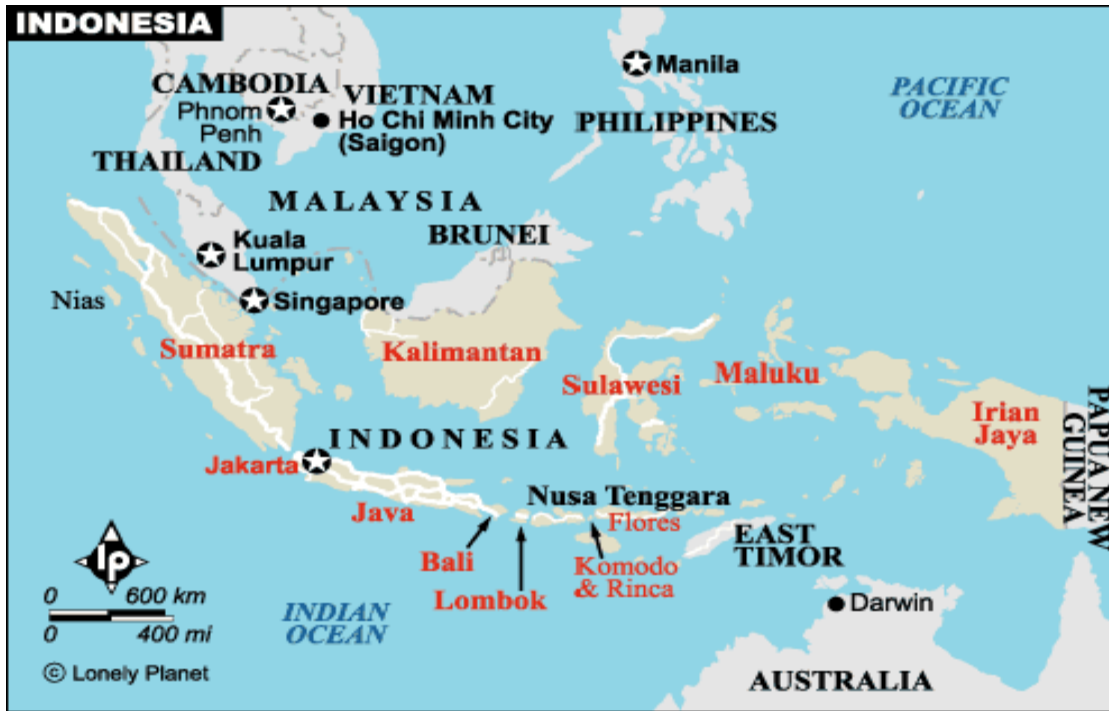 INDONESIA
Manila
PACIFIC
OCEAN
CAMBODIA
Phnom
Penh
VIETNAM
Ho Chi Minh City
(Saigon)
PHILIPPINES
THAILAND
MALAYSIA
BRUNEI
Kuala
Lumpur
Nias
Singapore
Sumatra
Kalimantan
Sulawesi
Maluku
Irian
Jaya
PAPUA NEW
GUINEA
INDONESIA
Jakarta
Java
Nusa Tenggara
Flores
EAST
TIMOR
Bali
Komodo
& Rinca
Lombok
lp
0 600 km
0 400 mi
INDIAN
OCEAN
Darwin
© Lonely Planet
AUSTRALIA